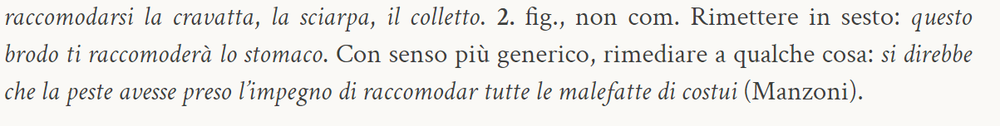 raccomodarsi la cravatta, la sciarpa, il colletto. 2. fig., non com. Rimettere in sesto: questo
brodo ti raccomoderà lo stomaco. Con senso più generico, rimediare a qualche cosa: si direbbe
che la peste avesse preso l’impegno di raccomodar tutte le malefatte di costui (Manzoni).